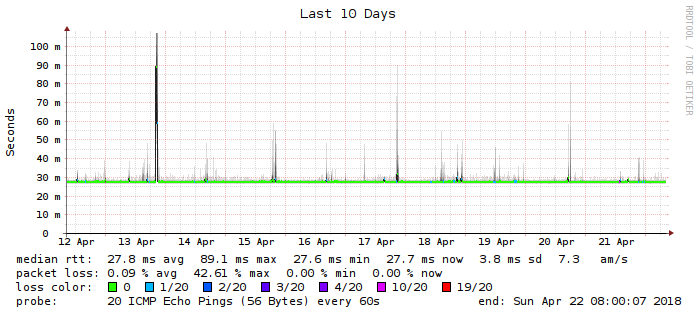 Last 10 Days
RRDTOOL / TOBI OETIKER
Seconds
100 m
90 m
80 m
70 m
60 m
50 m
40 m
30 m
20 m
10 m
0
12 Apr 13 Apr 14 Apr 15 Apr 16 Apr 17 Apr 18 Apr 19 Apr 20 Apr 21 Apr
median rtt: 27.8 ms avg 89.1 ms max 27.6 ms min 27.7 ms now 3.8 ms sd 7.3 am/s
packet loss: 0.09 % avg 42.61 % max 0.00 % min 0.00 % now
loss color: 0 1/20 2/20 3/20 4/20 10/20 19/20
probe: 20 ICMP Echo Pings (56 Bytes) every 60s end: Sun Apr 22 08:00:07 2018